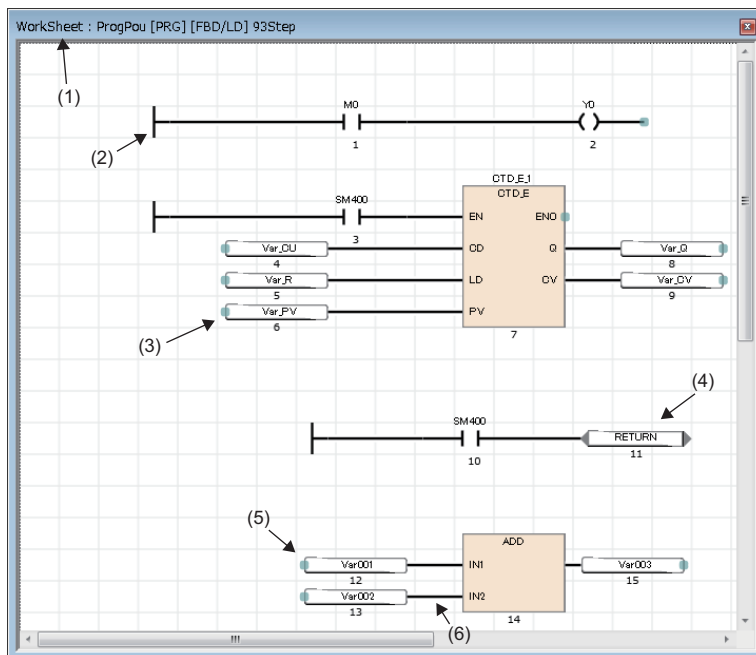 WorkSheet : ProgPou [PRG] [FBD/LD] 93Step
(1)
(2)
M0
Y0
1
2
CTD_E_1
CTD_E
SM400
EN
ENO
3
Var_CU
CD
Q
Var_Q
4
8
Var_R
LD
CV
Var_CV
5
9
(3)
Var_PV
PV
6
7
(4)
SM400
RETURN
10
11
(5)
ADD
Var001
IN1
Var003
12
15
Var002
IN2
13
(6)
14